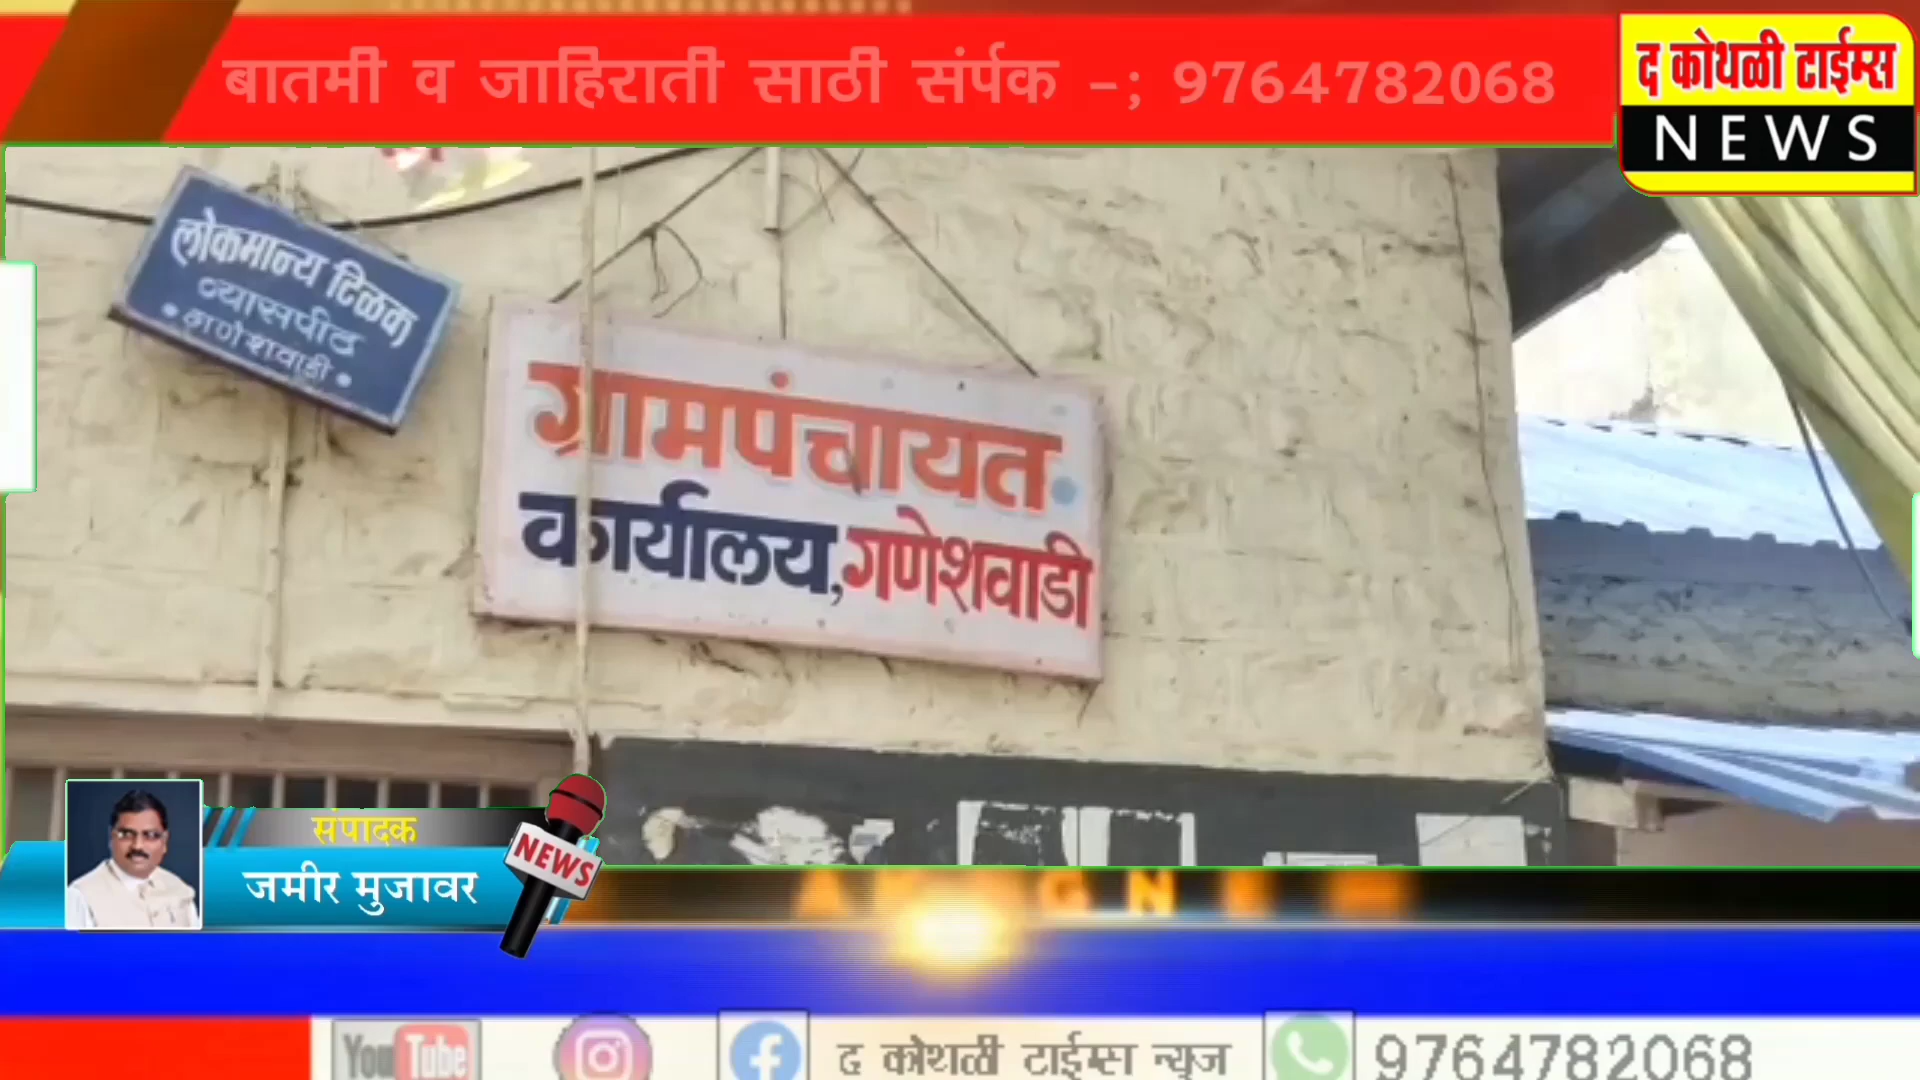 बातमी व जाहिराती साठी संर्पक –; 9764782068
द कोथळी टाईम्स
NEWS
लोकमान्य टिळक
व्यासपीठ
• गणेशवाडी •
ग्रामपंचायत
कार्यालय, गणेशवाडी
संपादक
जमीर मुजावर
NEWS
YouTube
द कोथळी टाईम्स न्युज
9764782068